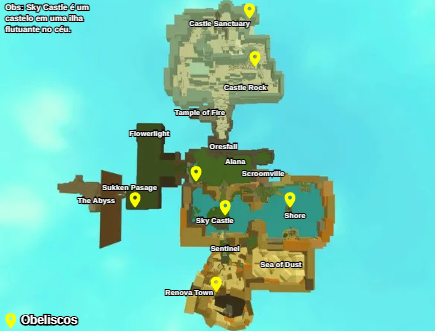 Obs: Sky Castle é um
castelo em uma ilha
flutuante no céu.
Castle Sanctuary
Castle Rock
Tample of Fire
Flowerlight
Oresfall
Alana
Scroomville
Sukken Pasage
The Abyss
Sky Castle
Shore
Sentinel
Sea of Dust
Renova Town
Obeliscos